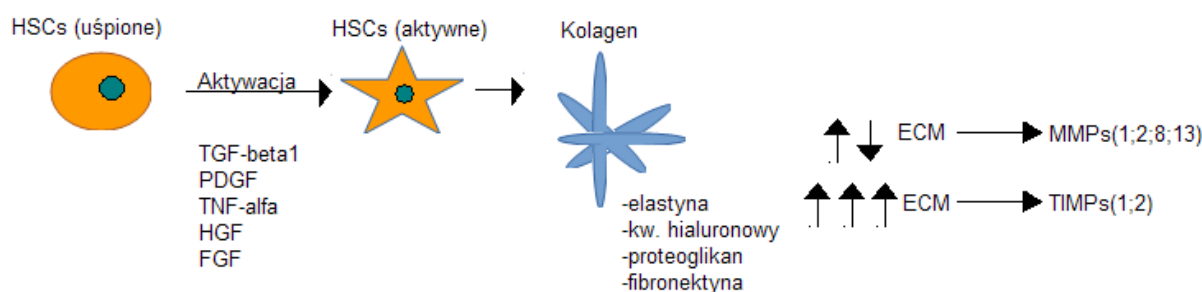 HSCs (uśpione)
HSCs (aktywne)
Kolagen
Aktywacja
TGF-beta1
PDGF
TNF-alfa
HGF
FGF
-elastyna
-kw. hialuronowy
-proteoglikan
-fibronektyna
ECM
MMPs(1;2;8;13)
ECM
TIMPs(1;2)